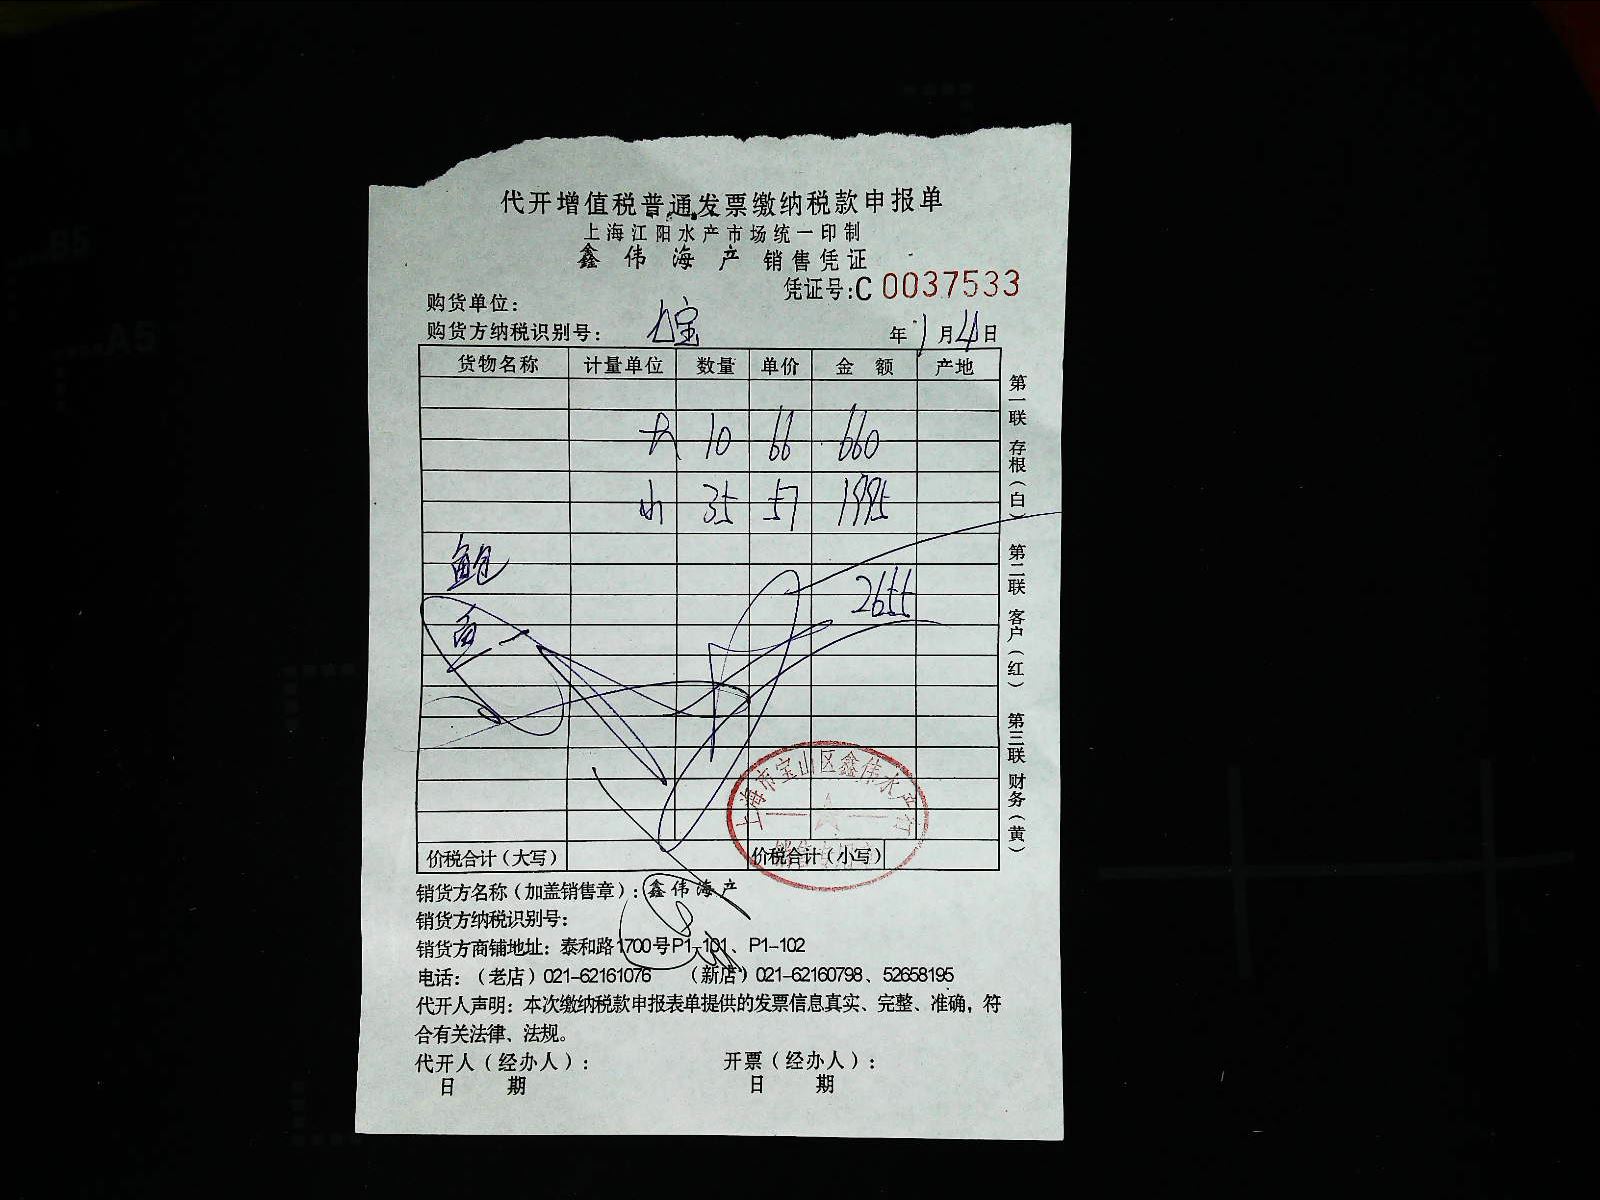 代开增值税普通发票缴纳税款申报单
上海江阳水产市场统一印制
鑫伟海产 销售凭证
凭证号:C 0037533
购货单位:
购货方纳税识别号: 七宝 年1月4日
货物名称 计量单位 数量 单价 金额 产地
大 10 66 660
小 35 57 1995
鲍
鱼
2655
价税合计（大写） 价税合计（小写）
第一联 存根（白） 第二联 客户（红） 第三联 财务（黄）
上海市宝山区鑫伟水产行
销货方名称（加盖销售章）: 鑫伟海产
销货方纳税识别号:
销货方商铺地址: 泰和路1700号P1-101、P1-102
电话:（老店）021-62161076 （新店）021-62160798、52658195
代开人声明: 本次缴纳税款申报表单提供的发票信息真实、完整、准确，符
合有关法律、法规。
代开人（经办人）: 开票（经办人）:
日 期 日 期